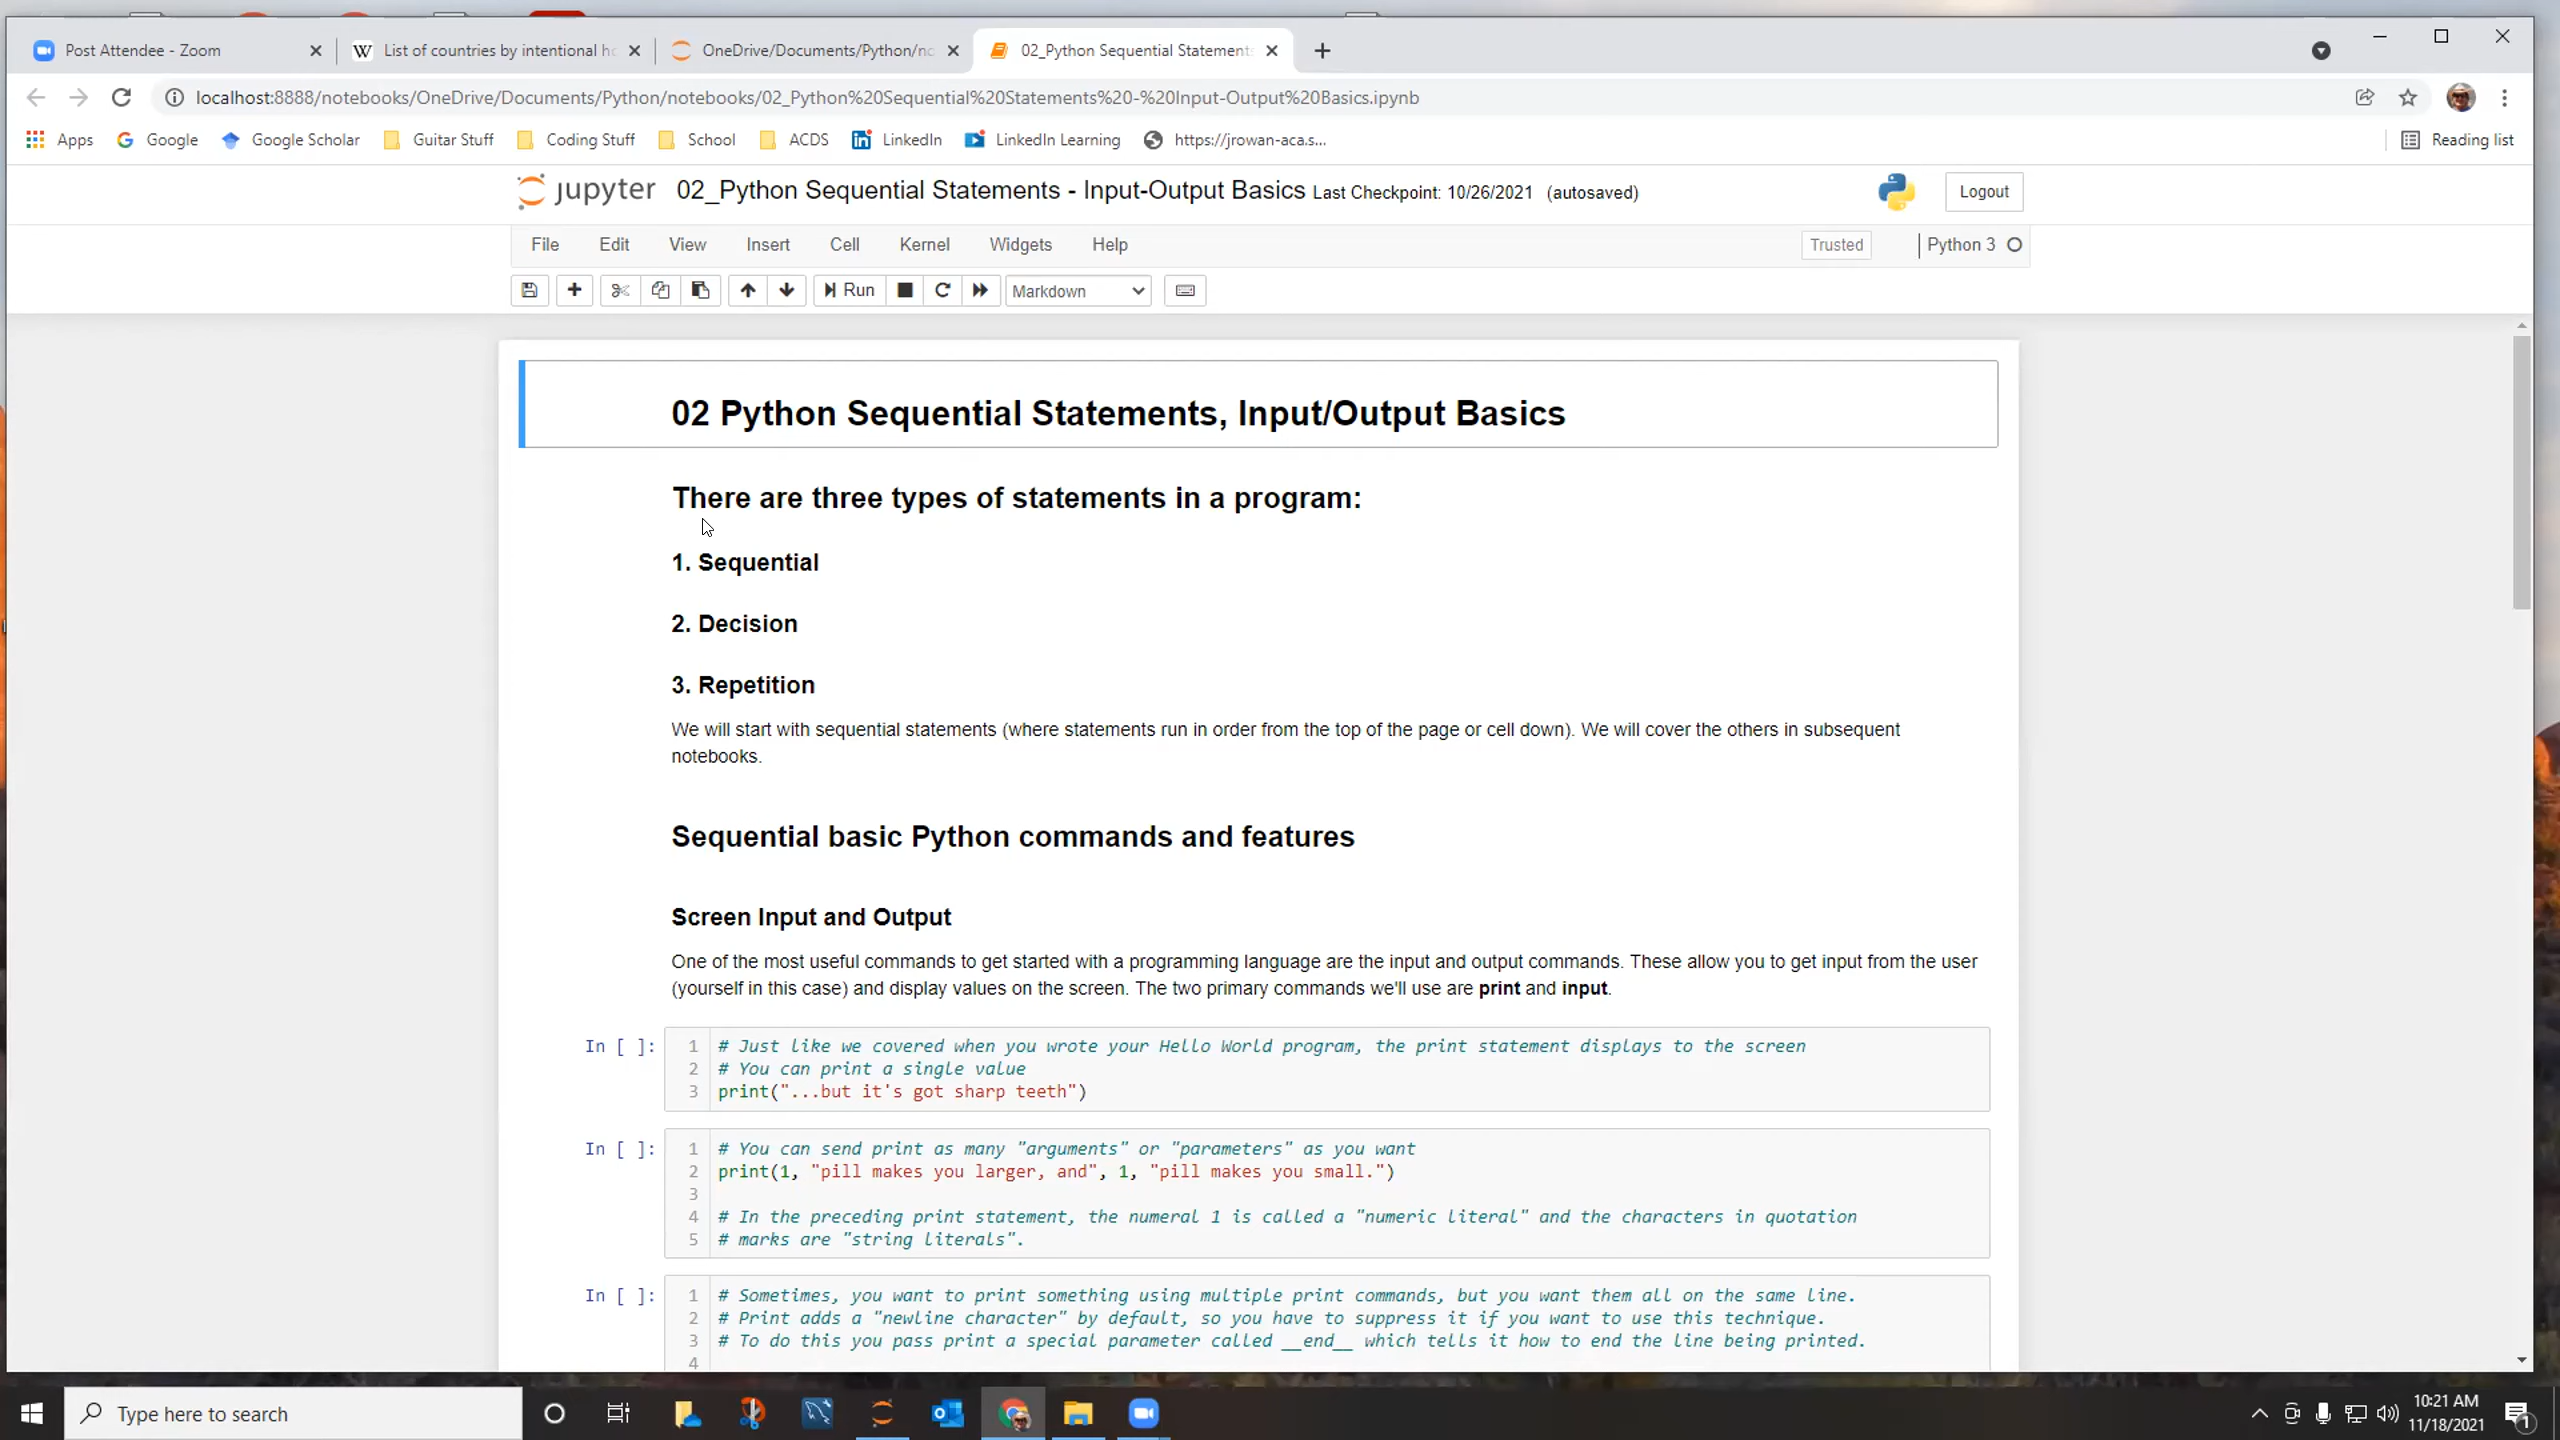 Post Attendee - Zoom
List of countries by intentional ho
OneDrive/Documents/Python/no
02_Python Sequential Statement
localhost:8888/notebooks/OneDrive/Documents/Python/notebooks/02_Python%20Sequential%20Statements%20-%20Input-Output%20Basics.ipynb
Apps
Google
Google Scholar
Guitar Stuff
Coding Stuff
School
ACDS
LinkedIn
LinkedIn Learning
https://jrowan-aca.s...
Reading list
jupyter 02_Python Sequential Statements - Input-Output Basics Last Checkpoint: 10/26/2021 (autosaved)
Logout
File Edit View Insert Cell Kernel Widgets Help
Trusted
Python 3
Run
Markdown
02 Python Sequential Statements, Input/Output Basics
There are three types of statements in a program:
1. Sequential
2. Decision
3. Repetition
We will start with sequential statements (where statements run in order from the top of the page or cell down). We will cover the others in subsequent
notebooks.
Sequential basic Python commands and features
Screen Input and Output
One of the most useful commands to get started with a programming language are the input and output commands. These allow you to get input from the user
(yourself in this case) and display values on the screen. The two primary commands we'll use are print and input.
In [ ]:
1 # Just like we covered when you wrote your Hello World program, the print statement displays to the screen
2 # You can print a single value
3 print("...but it's got sharp teeth")
In [ ]:
1 # You can send print as many "arguments" or "parameters" as you want
2 print(1, "pill makes you larger, and", 1, "pill makes you small.")
3
4 # In the preceding print statement, the numeral 1 is called a "numeric literal" and the characters in quotation
5 # marks are "string literals".
In [ ]:
1 # Sometimes, you want to print something using multiple print commands, but you want them all on the same line.
2 # Print adds a "newline character" by default, so you have to suppress it if you want to use this technique.
3 # To do this you pass print a special parameter called __end__ which tells it how to end the line being printed.
4
Type here to search
10:21 AM
11/18/2021
1